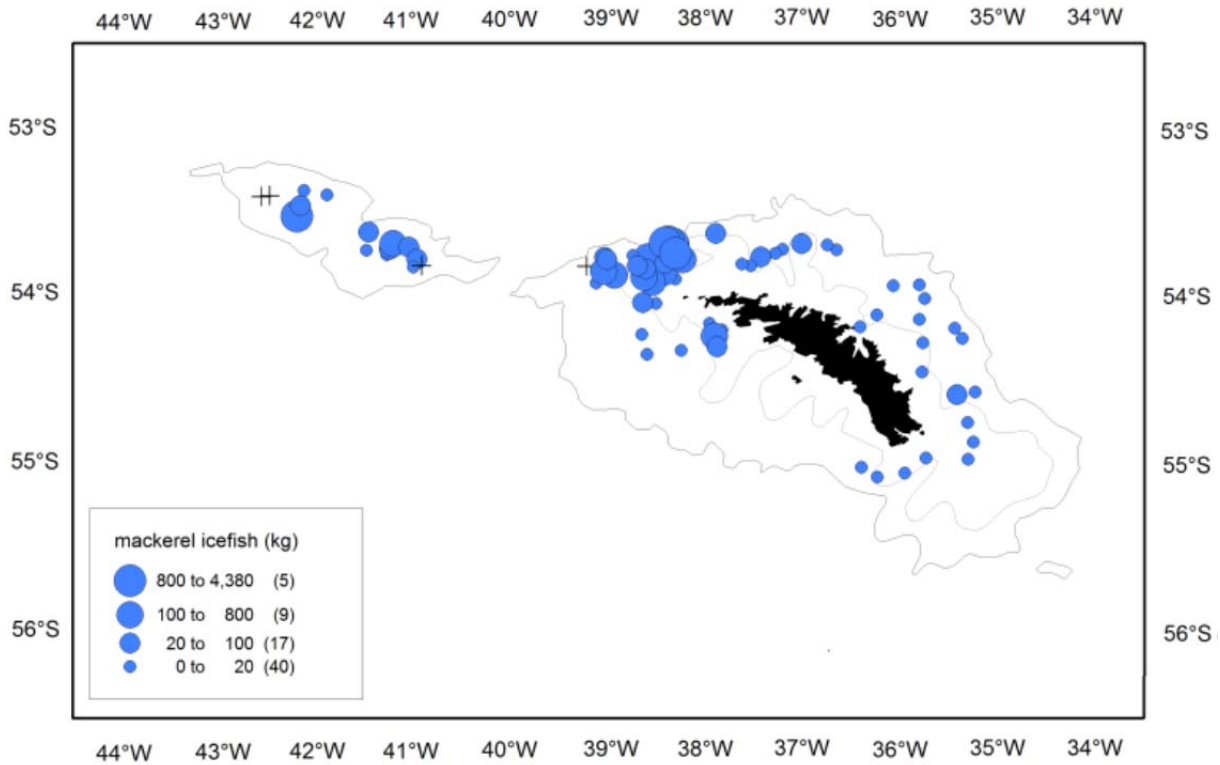 44°W 43°W 42°W 41°W 40°W 39°W 38°W 37°W 36°W 35°W 34°W
53°S 53°S
54°S 54°S
55°S 55°S
mackerel icefish (kg)
800 to 4,380 (5)
100 to 800 (9)
20 to 100 (17)
0 to 20 (40)
56°S 56°S
44°W 43°W 42°W 41°W 40°W 39°W 38°W 37°W 36°W 35°W 34°W